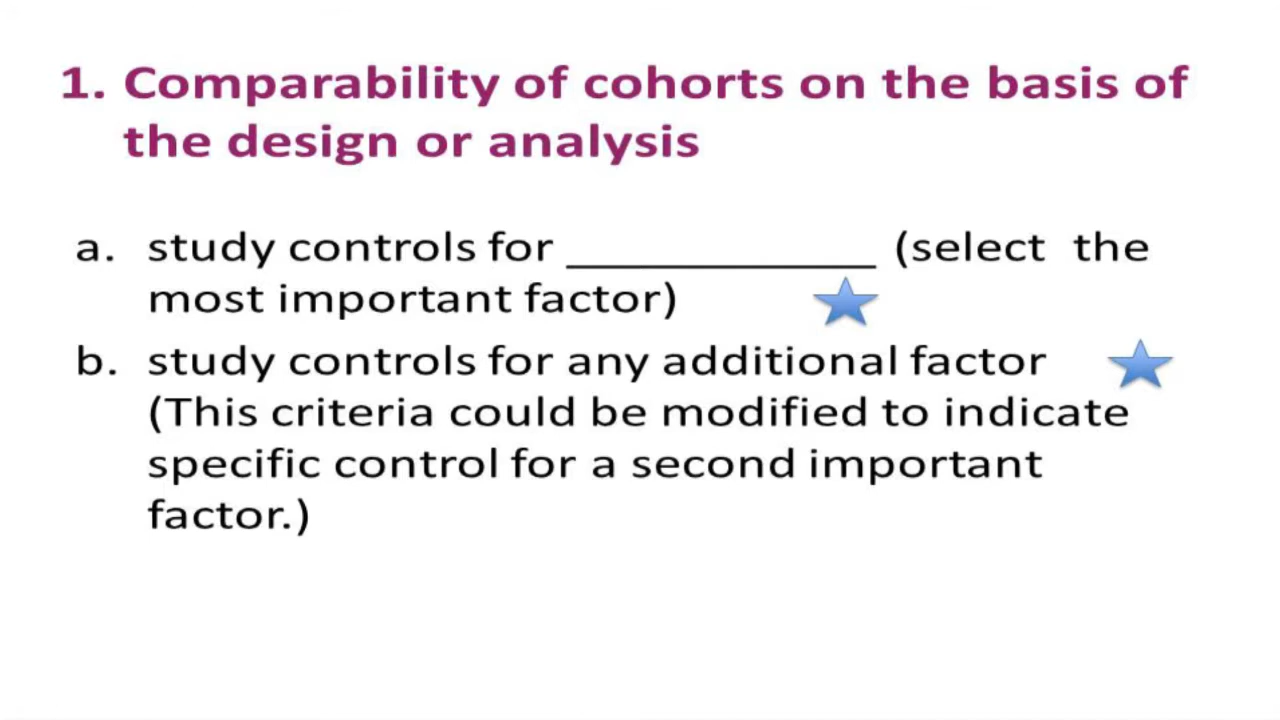 1. Comparability of cohorts on the basis of
the design or analysis
a. study controls for _____________ (select the
most important factor)
b. study controls for any additional factor
(This criteria could be modified to indicate
specific control for a second important
factor.)